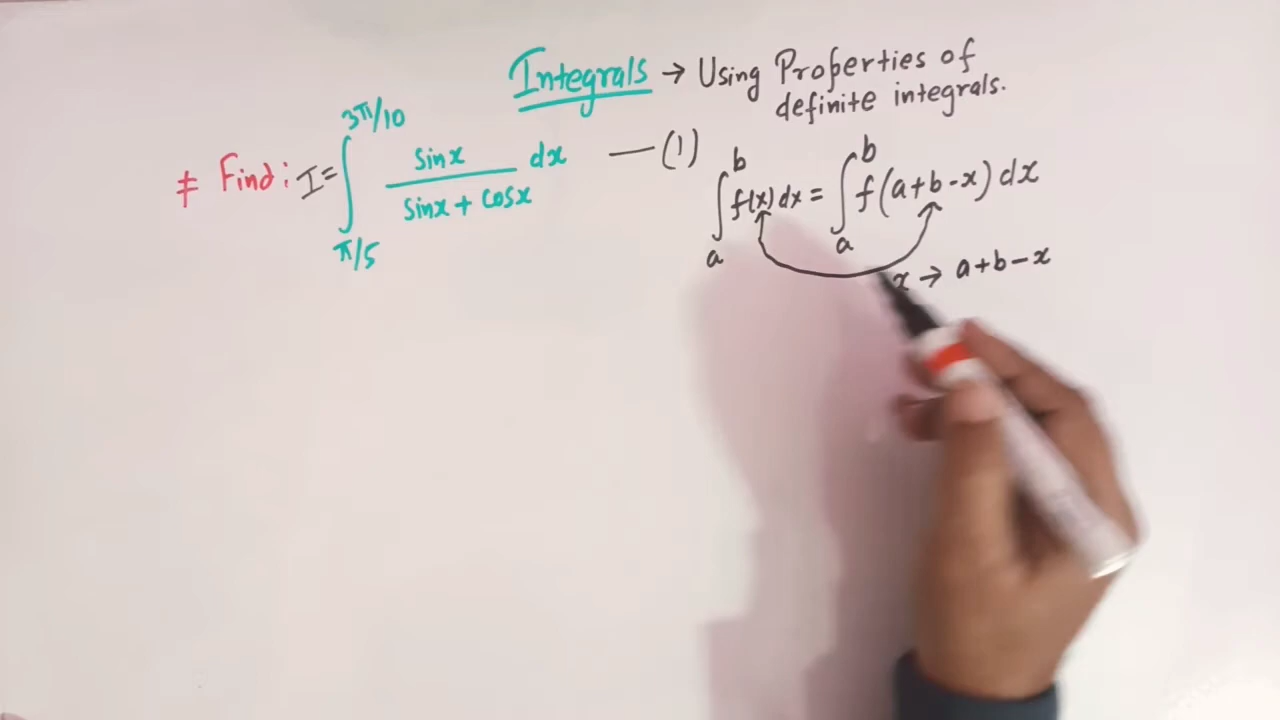 Integrals → Using Properties of
definite integrals.
≠ Find: I = ∫_{π/5}^{3π/10} sinx/(sinx + cosx) dx —(1)
∫_a^b f(x) dx = ∫_a^b f(a+b-x) dx
x → a+b-x